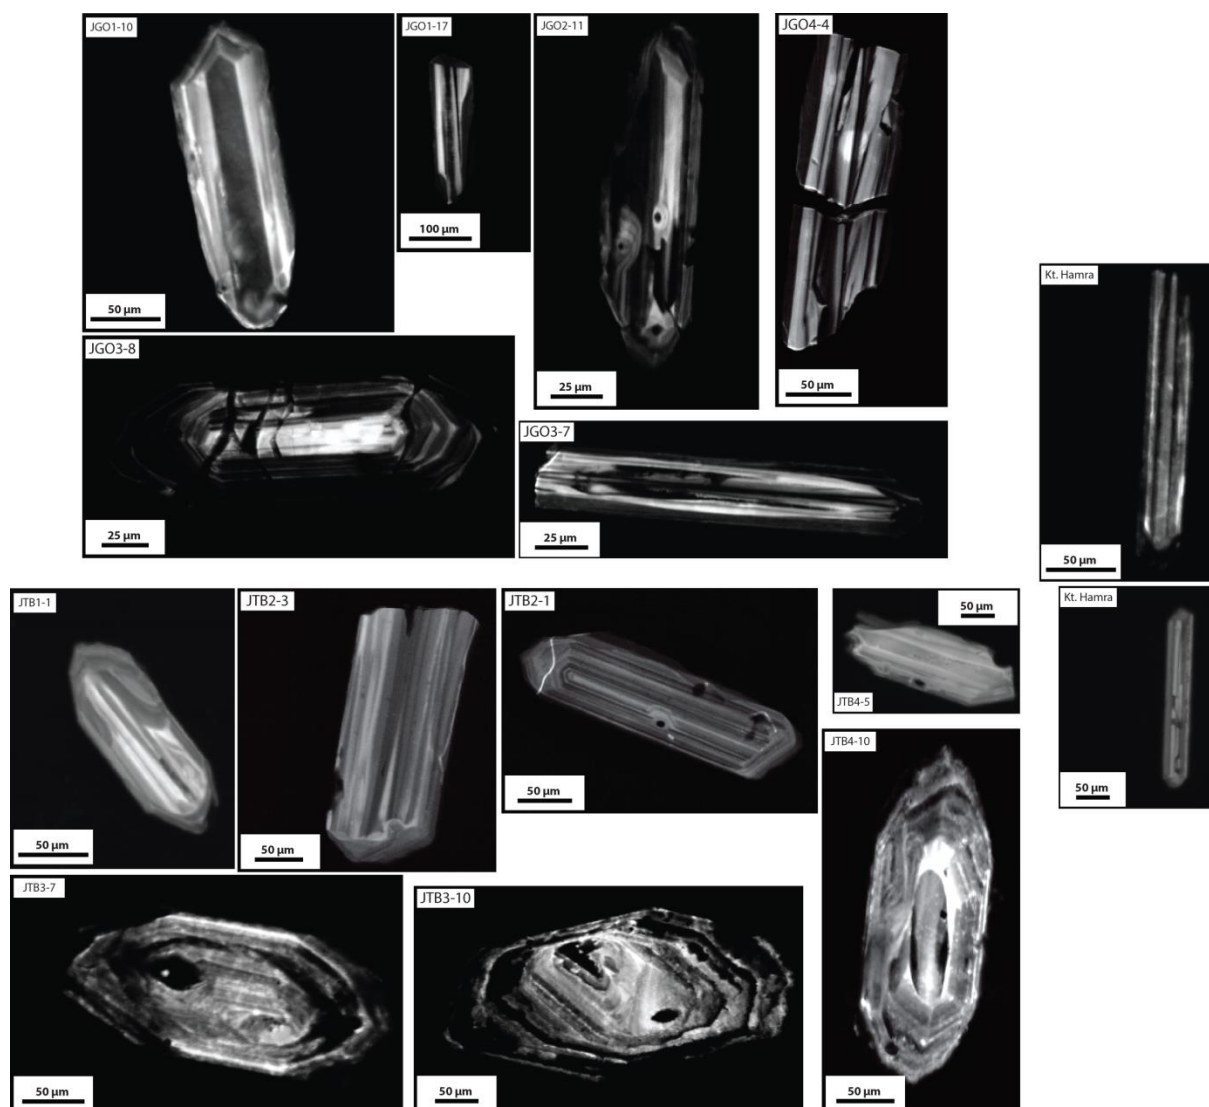 JGO1-10
50 µm
JGO1-17
100 µm
JGO2-11
25 µm
JGO4-4
50 µm
JGO3-8
25 µm
JGO3-7
25 µm
Kt. Hamra
50 µm
JTB1-1
50 µm
JTB2-3
50 µm
JTB2-1
50 µm
50 µm
JTB4-5
Kt. Hamra
50 µm
JTB4-10
50 µm
JTB3-7
50 µm
JTB3-10
50 µm